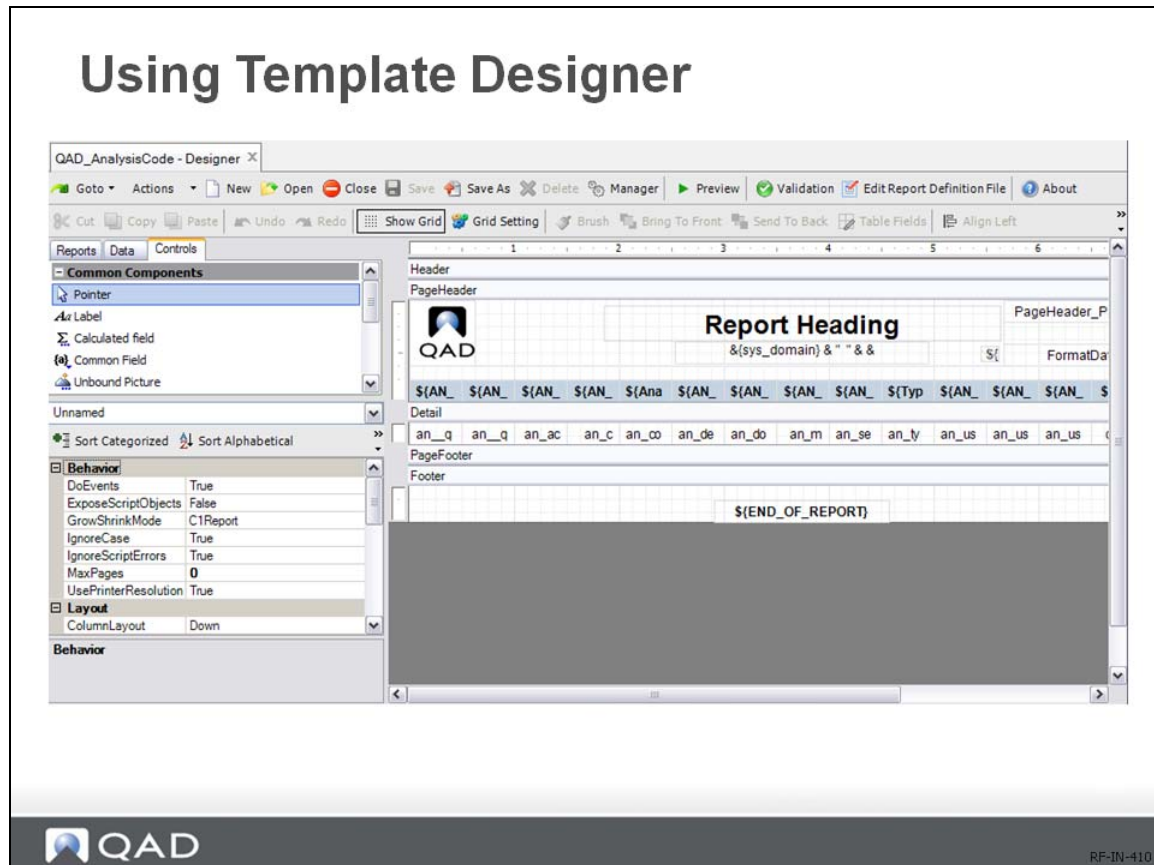 Using Template Designer
QAD_AnalysisCode - Designer
Goto Actions New Open Close Save Save As Delete Manager Preview Validation Edit Report Definition File About
Cut Copy Paste Undo Redo Show Grid Grid Setting Brush Bring To Front Send To Back Table Fields Align Left
Reports Data Controls
1 2 3 4 5 6
Common Components
Pointer
Label
Calculated field
Common Field
Unbound Picture
Unnamed
Sort Categorized Sort Alphabetical
Behavior
DoEvents True
ExposeScriptObjects False
GrowShrinkMode C1Report
IgnoreCase True
IgnoreScriptErrors True
MaxPages 0
UsePrinterResolution True
Layout
ColumnLayout Down
Behavior
Header
PageHeader
QAD
Report Heading
PageHeader_P
&{sys_domain} & " " & &
${
FormatDa
${AN_ ${AN_ ${AN_ ${AN_ ${Ana ${AN_ ${AN_ ${AN_ ${AN_ ${Typ ${AN_ ${AN_ ${AN_ $
Detail
an__q an__q an_ac an_c an_co an_de an_do an_m an_se an_ty an_us an_us an_us
PageFooter
Footer
${END_OF_REPORT}
QAD
RF-IN-410